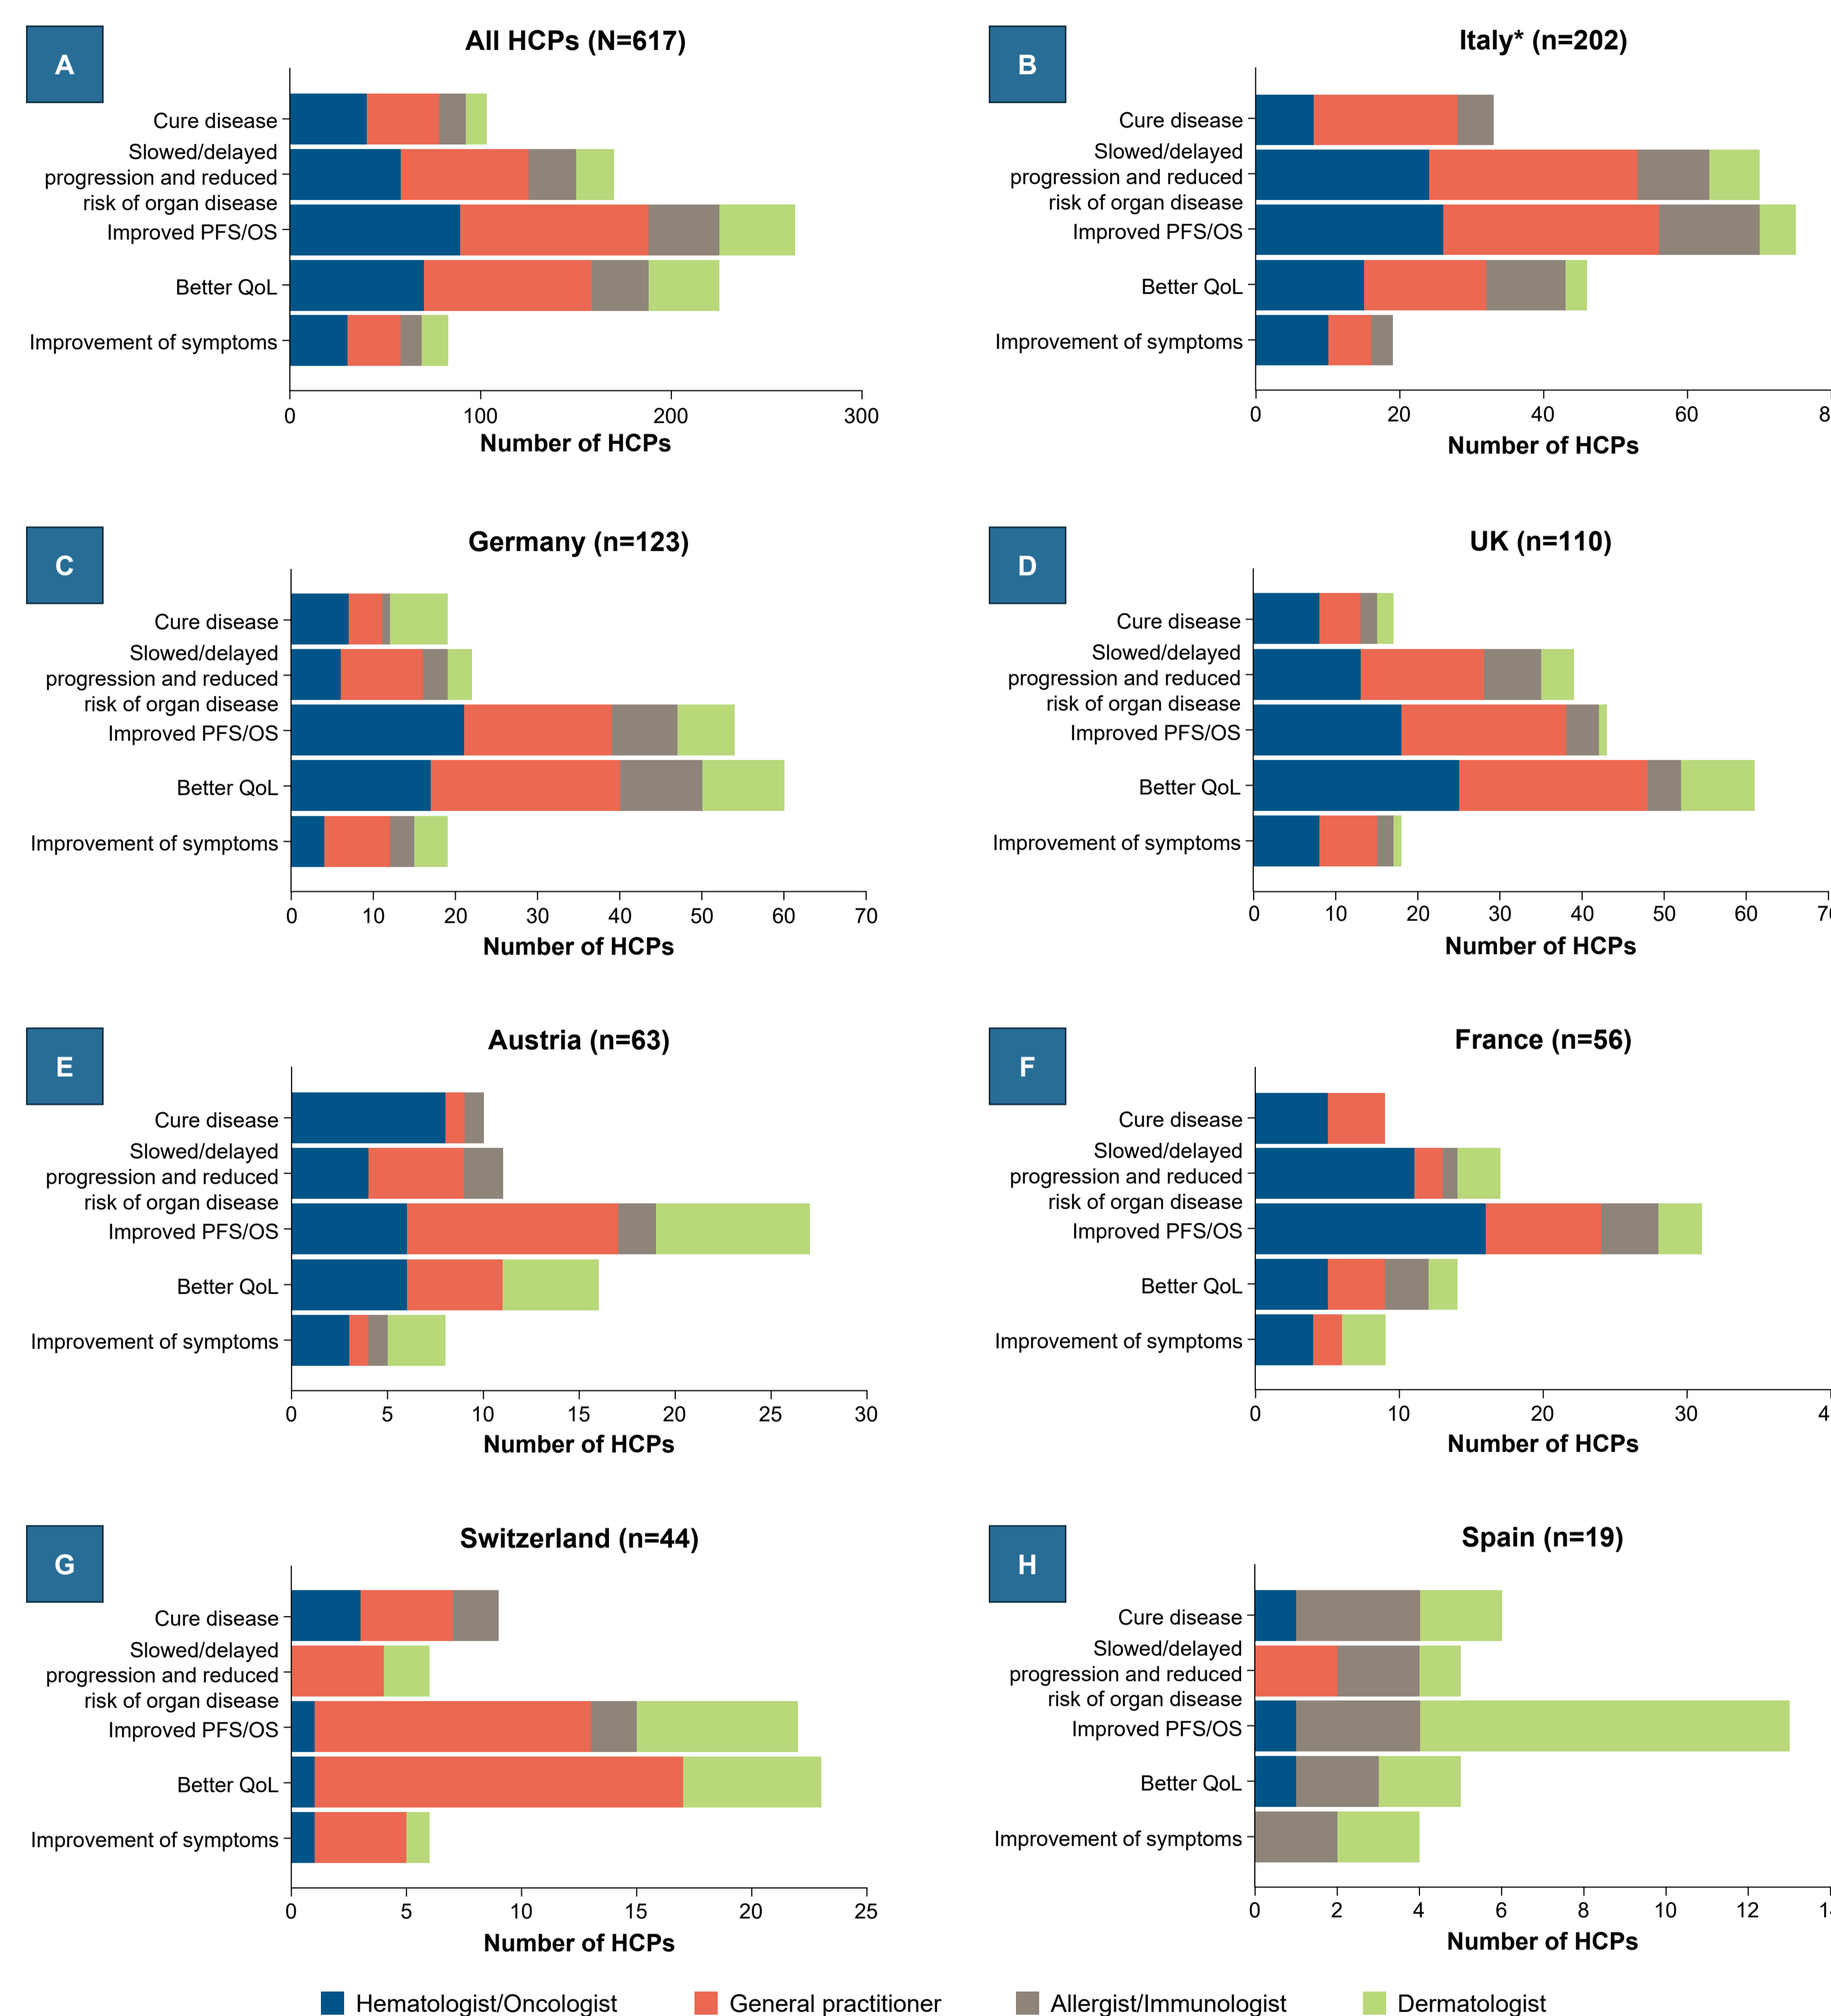 A
All HCPs (N=617)
Cure disease
Slowed/delayed
progression and reduced
risk of organ disease
Improved PFS/OS
Better QoL
Improvement of symptoms
0 100 200 300
Number of HCPs
B
Italy* (n=202)
Cure disease
Slowed/delayed
progression and reduced
risk of organ disease
Improved PFS/OS
Better QoL
Improvement of symptoms
0 20 40 60
Number of HCPs
C
Germany (n=123)
Cure disease
Slowed/delayed
progression and reduced
risk of organ disease
Improved PFS/OS
Better QoL
Improvement of symptoms
0 10 20 30 40 50 60 70
Number of HCPs
D
UK (n=110)
Cure disease
Slowed/delayed
progression and reduced
risk of organ disease
Improved PFS/OS
Better QoL
Improvement of symptoms
0 10 20 30 40 50 60
Number of HCPs
E
Austria (n=63)
Cure disease
Slowed/delayed
progression and reduced
risk of organ disease
Improved PFS/OS
Better QoL
Improvement of symptoms
0 5 10 15 20 25 30
Number of HCPs
F
France (n=56)
Cure disease
Slowed/delayed
progression and reduced
risk of organ disease
Improved PFS/OS
Better QoL
Improvement of symptoms
0 10 20 30
Number of HCPs
G
Switzerland (n=44)
Cure disease
Slowed/delayed
progression and reduced
risk of organ disease
Improved PFS/OS
Better QoL
Improvement of symptoms
0 5 10 15 20 25
Number of HCPs
H
Spain (n=19)
Cure disease
Slowed/delayed
progression and reduced
risk of organ disease
Improved PFS/OS
Better QoL
Improvement of symptoms
0 2 4 6 8 10 12
Number of HCPs
Hematologist/Oncologist General practitioner Allergist/Immunologist Dermatologist